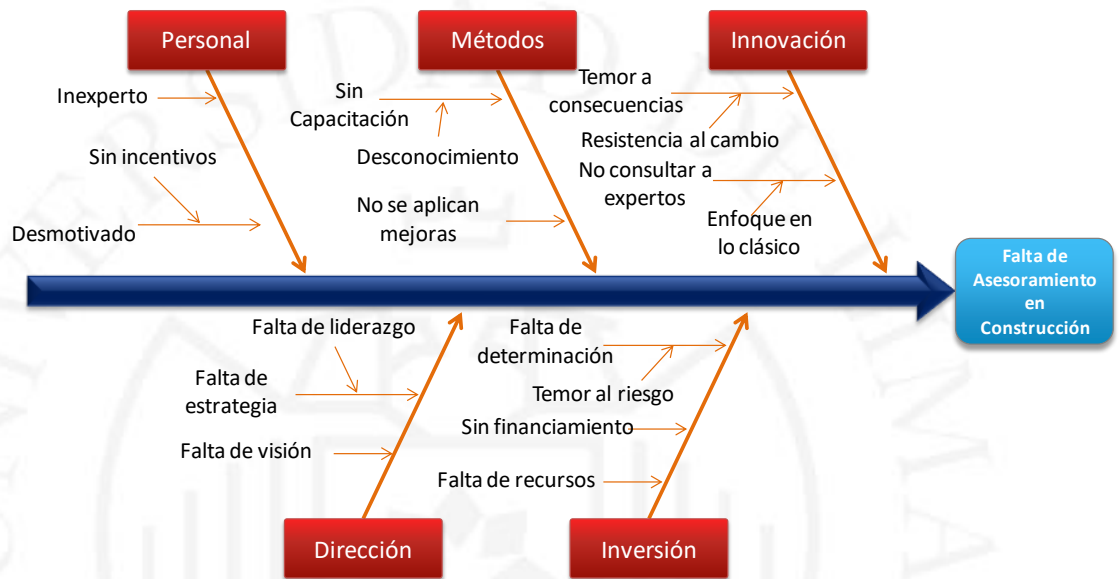 Personal
Métodos
Innovación
Inexperto
Sin incentivos
Desmotivado
Sin
Capacitación
Desconocimiento
No se aplican
mejoras
Temor a
consecuencias
Resistencia al cambio
No consultar a
expertos
Enfoque en
lo clásico
Falta de
Asesoramiento
en
Construcción
Falta de liderazgo
Falta de
estrategia
Falta de visión
Falta de
determinación
Temor al riesgo
Sin financiamiento
Falta de recursos
Dirección
Inversión